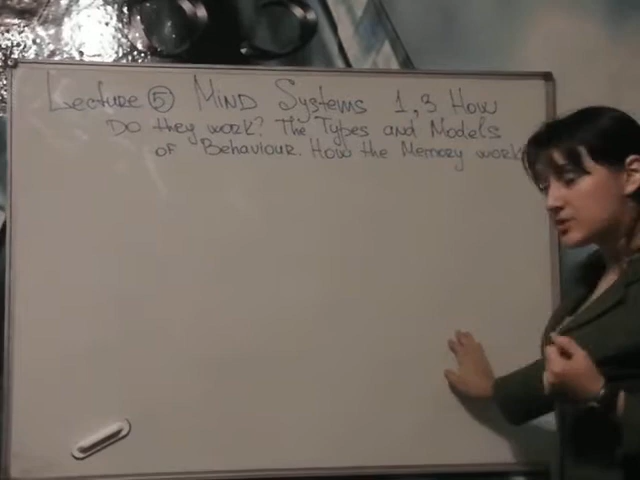 Lecture 5 Mind Systems 1,3 How
Do they work? The Types and Models
of Behaviour. How the Memory work